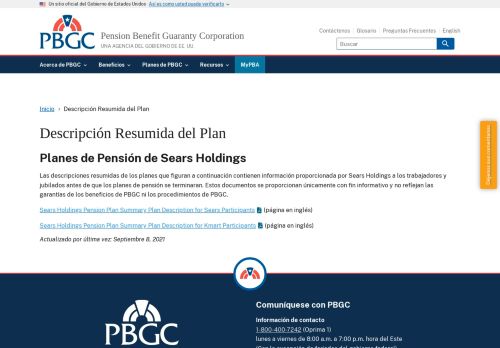 Un sitio oficial del Gobierno de Estados Unidos Así es como usted puede verificarlo
PBGC
Pension Benefit Guaranty Corporation
UNA AGENCIA DEL GOBIERNO DE EE. UU
Contáctenos
Glosario
Preguntas Frecuentes
English
Buscar
Acerca de PBGC
Beneficios
Planes de PBGC
Recursos
MyPBA
Inicio › Descripción Resumida del Plan
Descripción Resumida del Plan
Planes de Pensión de Sears Holdings
Las descripciones resumidas de los planes que figuran a continuación contienen información proporcionada por Sears Holdings a los trabajadores y
jubilados antes de que los planes de pensión se terminaran. Estos documentos se proporcionan únicamente con fin informativo y no reflejan las
garantías de los beneficios de PBGC ni los procedimientos de PBGC.
Sears Holdings Pension Plan Summary Plan Description for Sears Participants (página en inglés)
Sears Holdings Pension Plan Summary Plan Description for Kmart Participants (página en inglés)
Actualizado por última vez: Septiembre 8, 2021
PBGC
Comuníquese con PBGC
Información de contacto
1-800-400-7242 (Oprima 1)
lunes a viernes de 8:00 a.m. a 7:00 p.m. hora del Este